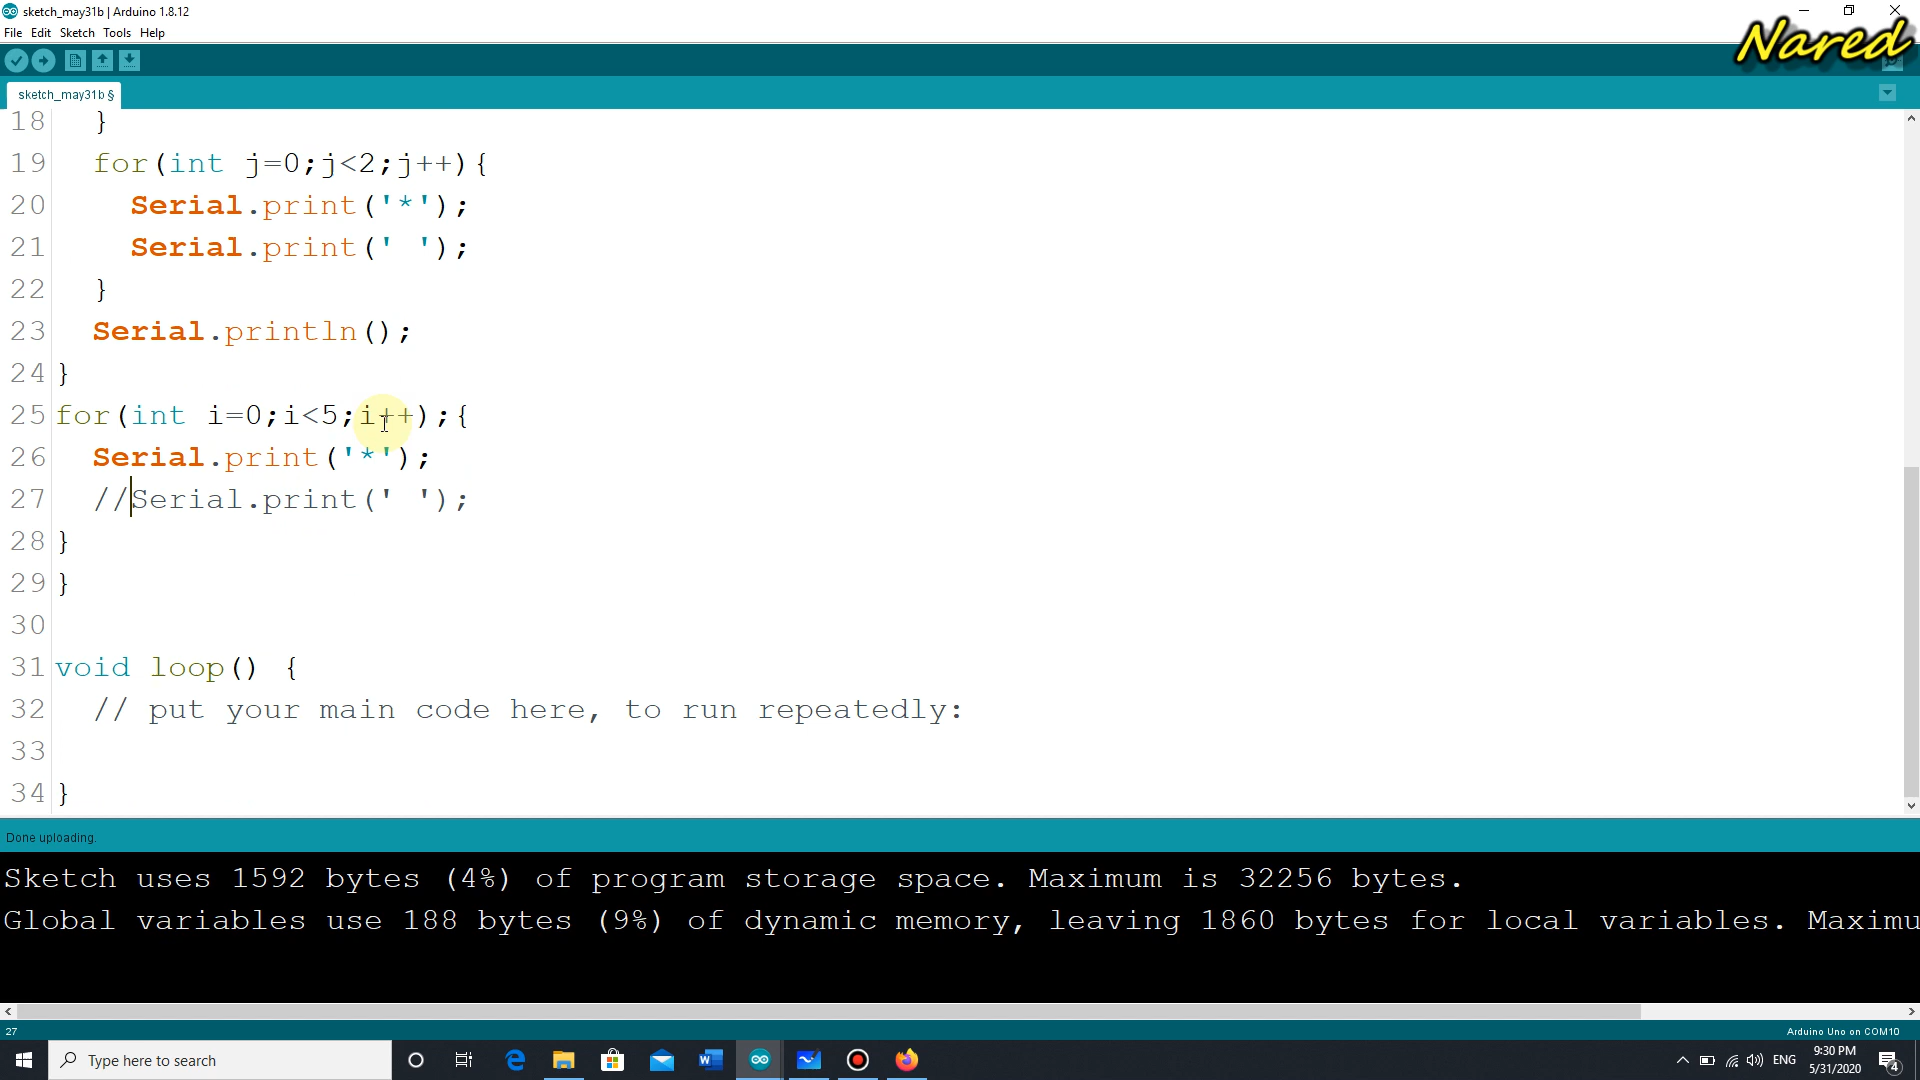 sketch_may31b | Arduino 1.8.12
Nared
File Edit Sketch Tools Help
sketch_may31b §
18 }
19 for(int j=0;j<2;j++){
20 Serial.print('*');
21 Serial.print(' ');
22 }
23 Serial.println();
24 }
25 for(int i=0;i<5;i++);{
26 Serial.print('*');
27 //Serial.print(' ');
28 }
29 }
30
31 void loop() {
32 // put your main code here, to run repeatedly:
33
34 }
Done uploading.
Sketch uses 1592 bytes (4%) of program storage space. Maximum is 32256 bytes.
Global variables use 188 bytes (9%) of dynamic memory, leaving 1860 bytes for local variables. Maximu
27
Arduino Uno on COM10
Type here to search
ENG
9:30 PM
5/31/2020
4